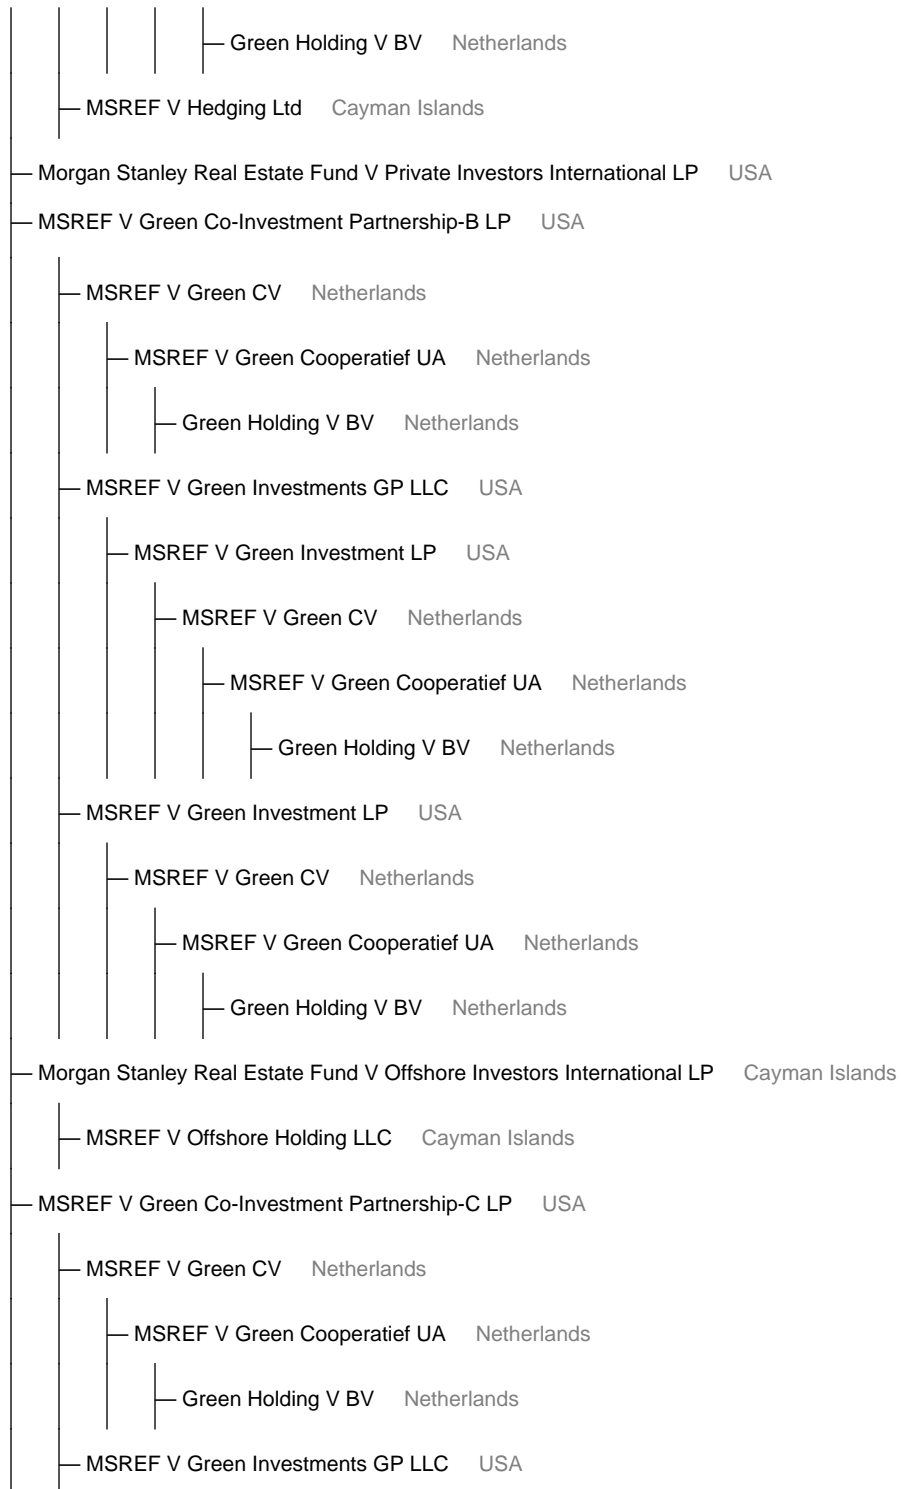 Green Holding V BV Netherlands
MSREF V Hedging Ltd Cayman Islands
Morgan Stanley Real Estate Fund V Private Investors International LP USA
MSREF V Green Co-Investment Partnership-B LP USA
MSREF V Green CV Netherlands
MSREF V Green Cooperatief UA Netherlands
Green Holding V BV Netherlands
MSREF V Green Investments GP LLC USA
MSREF V Green Investment LP USA
MSREF V Green CV Netherlands
MSREF V Green Cooperatief UA Netherlands
Green Holding V BV Netherlands
MSREF V Green Investment LP USA
MSREF V Green CV Netherlands
MSREF V Green Cooperatief UA Netherlands
Green Holding V BV Netherlands
Morgan Stanley Real Estate Fund V Offshore Investors International LP Cayman Islands
MSREF V Offshore Holding LLC Cayman Islands
MSREF V Green Co-Investment Partnership-C LP USA
MSREF V Green CV Netherlands
MSREF V Green Cooperatief UA Netherlands
Green Holding V BV Netherlands
MSREF V Green Investments GP LLC USA